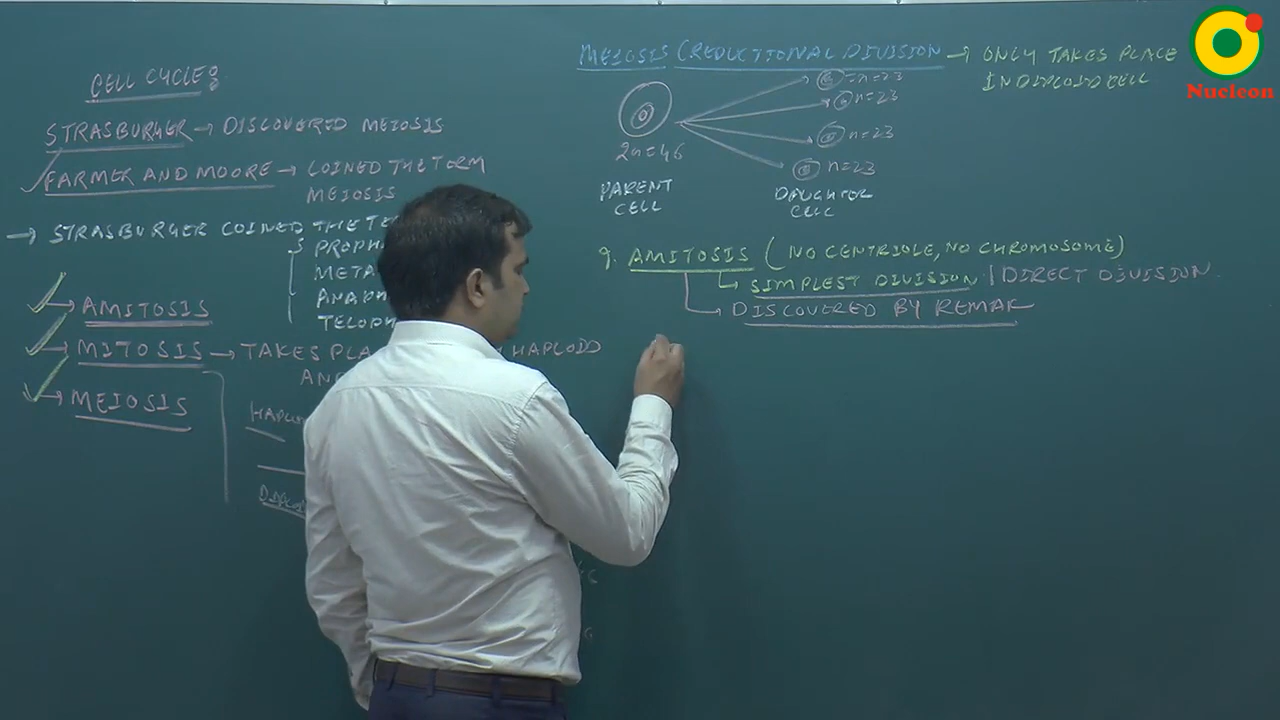 CELL CYCLE:
STRASBURGER → DISCOVERED MEIOSIS
FARMER AND MOORE → COINED THE TERM
MEIOSIS
→ STRASBURGER COINED THE
→ AMITOSIS
→ MITOSIS → TAKES HAPLOID
→ MEIOSIS
MEIOSIS (REDUCTIONAL DIVISION → ONLY TAKES PLACE
IN DIPLOID CELL
n=23
n=23
n=23
n=23
2n=46
PARENT
CELL
DAUGHTER
CELL
9. AMITOSIS (NO CENTRIOLE, NO CHROMOSOME)
SIMPLEST DIVISION | DIRECT DIVISION
DISCOVERED BY REMAK
Nucleon